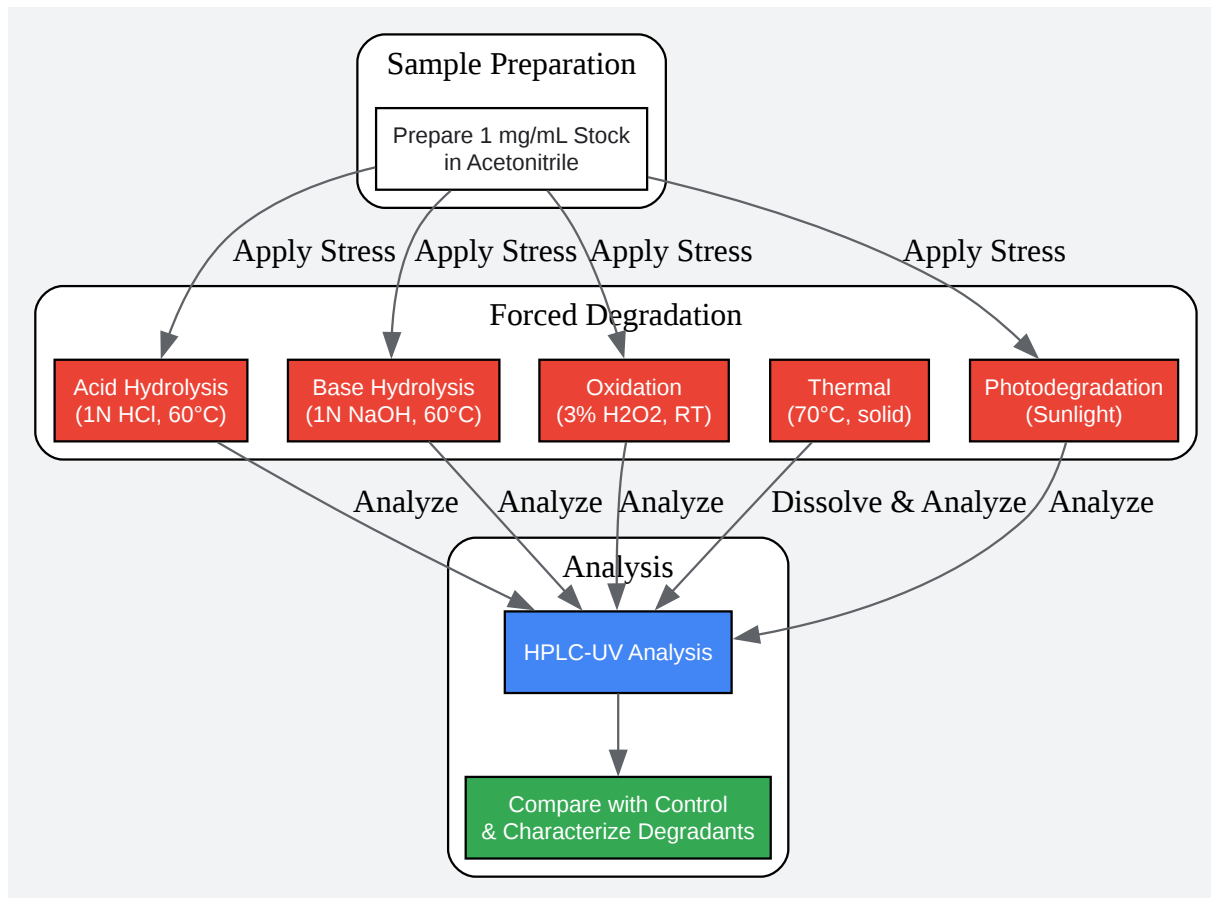 Sample Preparation
Prepare 1 mg/mL Stock
in Acetonitrile
Apply Stress
Apply Stress
Apply Stress
Apply Stress
Forced Degradation
Acid Hydrolysis
(1N HCl, 60°C)
Base Hydrolysis
(1N NaOH, 60°C)
Oxidation
(3% H2O2, RT)
Thermal
(70°C, solid)
Photodegradation
(Sunlight)
Analyze
Analyze
Analyze
Dissolve & Analyze
Analyze
Analysis
HPLC-UV Analysis
Compare with Control
& Characterize Degradants